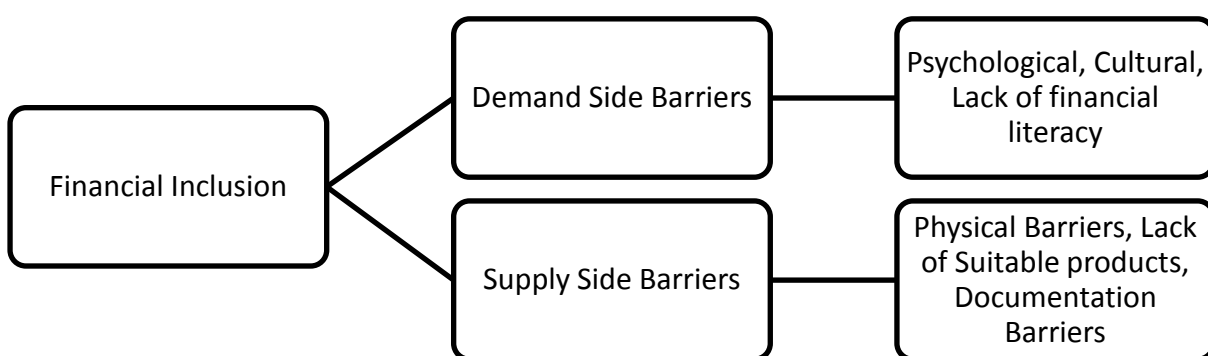 Financial Inclusion
Demand Side Barriers
Psychological, Cultural,
Lack of financial
literacy
Supply Side Barriers
Physical Barriers, Lack
of Suitable products,
Documentation
Barriers